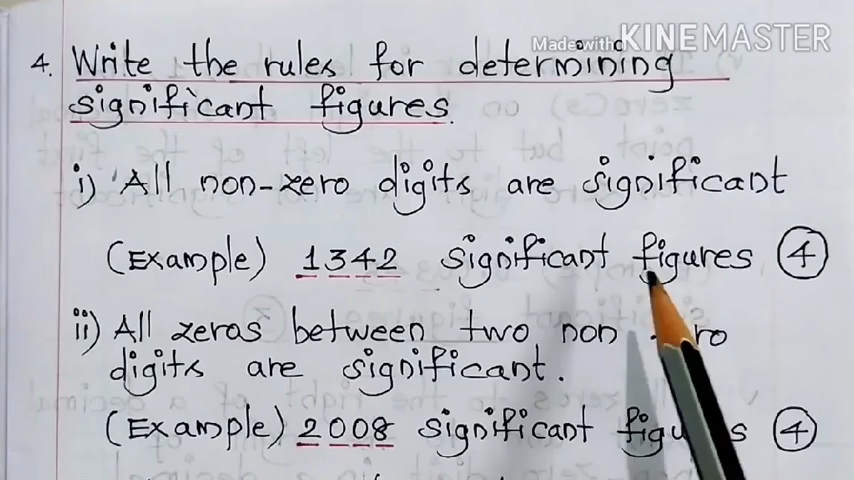 Made with KINEMASTER
4. Write the rules for determining
significant figures.
i) All non-zero digits are significant
(Example) 1342 significant figures 4
ii) All zeros between two non
digits are significant.
(Example) 2008 significant 4